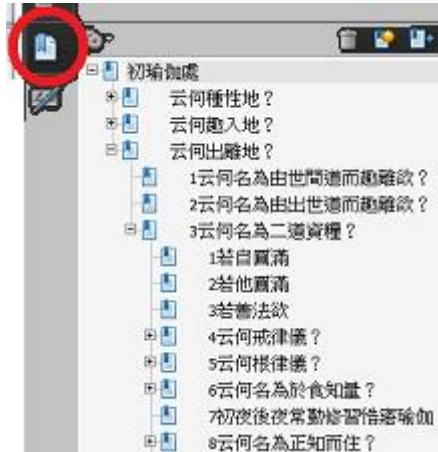 初瑜伽處
云何種性地？
云何趣入地？
云何出離地？
1云何名為由世間道而趣離欲？
2云何名為由出世道而趣離欲？
3云何名為二道資糧？
1若自圓滿
2若他圓滿
3若善法欲
4云何戒律儀？
5云何根律儀？
6云何名為於食知量？
7初夜後夜常勤修習悎寤瑜伽
8云何名為正知而住？